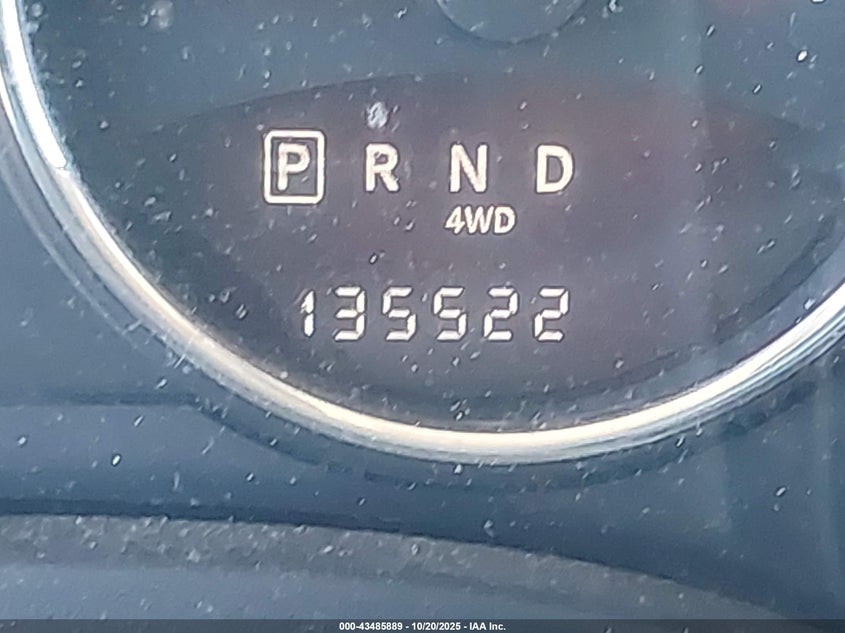 P R N D
4WD
135522
000-43485889 - 10/20/2025 - IAA Inc.